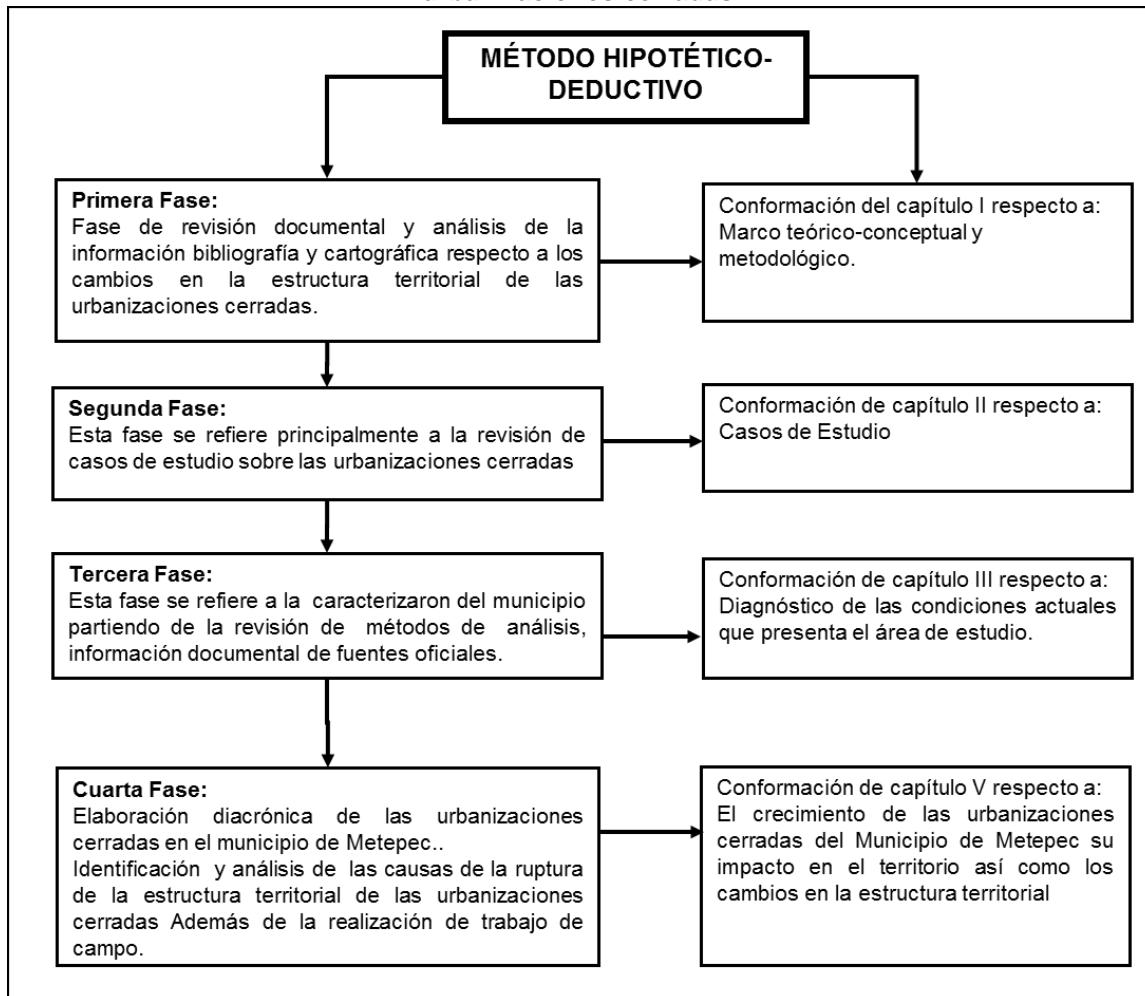 MÉTODO HIPOTÉTICO-
DEDUCTIVO
Primera Fase:
Fase de revisión documental y análisis de la
información bibliografía y cartográfica respecto a los
cambios en la estructura territorial de las
urbanizaciones cerradas.
Conformación del capítulo I respecto a:
Marco teórico-conceptual y
metodológico.
Segunda Fase:
Esta fase se refiere principalmente a la revisión de
casos de estudio sobre las urbanizaciones cerradas
Conformación de capítulo II respecto a:
Casos de Estudio
Tercera Fase:
Esta fase se refiere a la caracterizaron del municipio
partiendo de la revisión de métodos de análisis,
información documental de fuentes oficiales.
Conformación de capítulo III respecto a:
Diagnóstico de las condiciones actuales
que presenta el área de estudio.
Cuarta Fase:
Elaboración diacrónica de las urbanizaciones
cerradas en el municipio de Metepec..
Identificación y análisis de las causas de la ruptura
de la estructura territorial de las urbanizaciones
cerradas Además de la realización de trabajo de
campo.
Conformación de capítulo V respecto a:
El crecimiento de las urbanizaciones
cerradas del Municipio de Metepec su
impacto en el territorio así como los
cambios en la estructura territorial